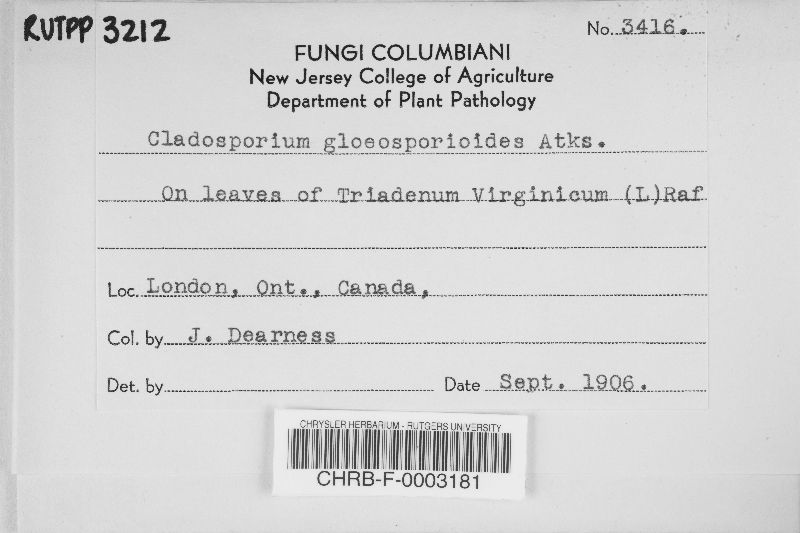 RUTPP 3212
No. 3416.
FUNGI COLUMBIANI
New Jersey College of Agriculture
Department of Plant Pathology
Cladosporium gloeosporioides Atks.
On leaves of Triadenum Virginicum (L)Raf
Loc. London, Ont., Canada,
Col. by J. Dearness
Det. by Date Sept. 1906.
CHRYSLER HERBARIUM - RUTGERS UNIVERSITY
CHRB-F-0003181